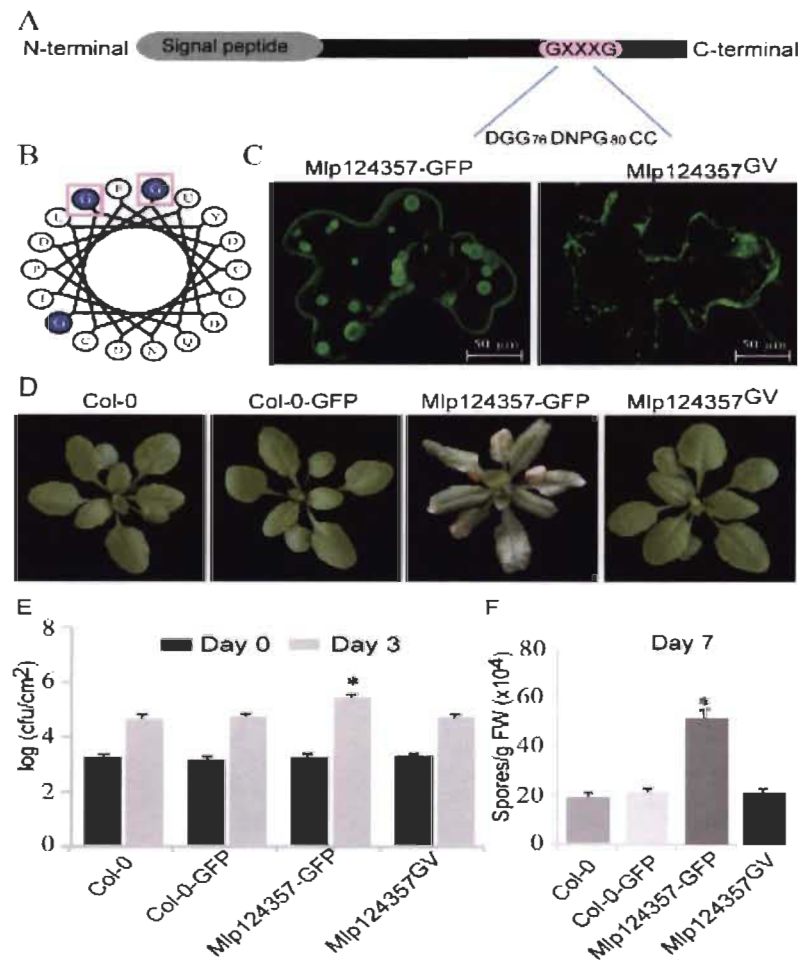 A
N-terminal
Signal peptide
GXXXG
C-terminal
DGG76DNPG80CC
B
C
Mlp124357-GFP
Mlp124357GV
50 µm
50 µm
D
Col-0
Col-0-GFP
Mlp124357-GFP
Mlp124357GV
E
8
6
4
2
0
log (cfu/cm2)
Day 0
Day 3
*
Col-0
Col-0-GFP
Mlp124357-GFP
Mlp124357GV
F
Day 7
80
60
40
20
0
Spores/g FW (x10⁴)
*
Col-0
Col-0-GFP
Mlp124357-GFP
Mlp124357GV